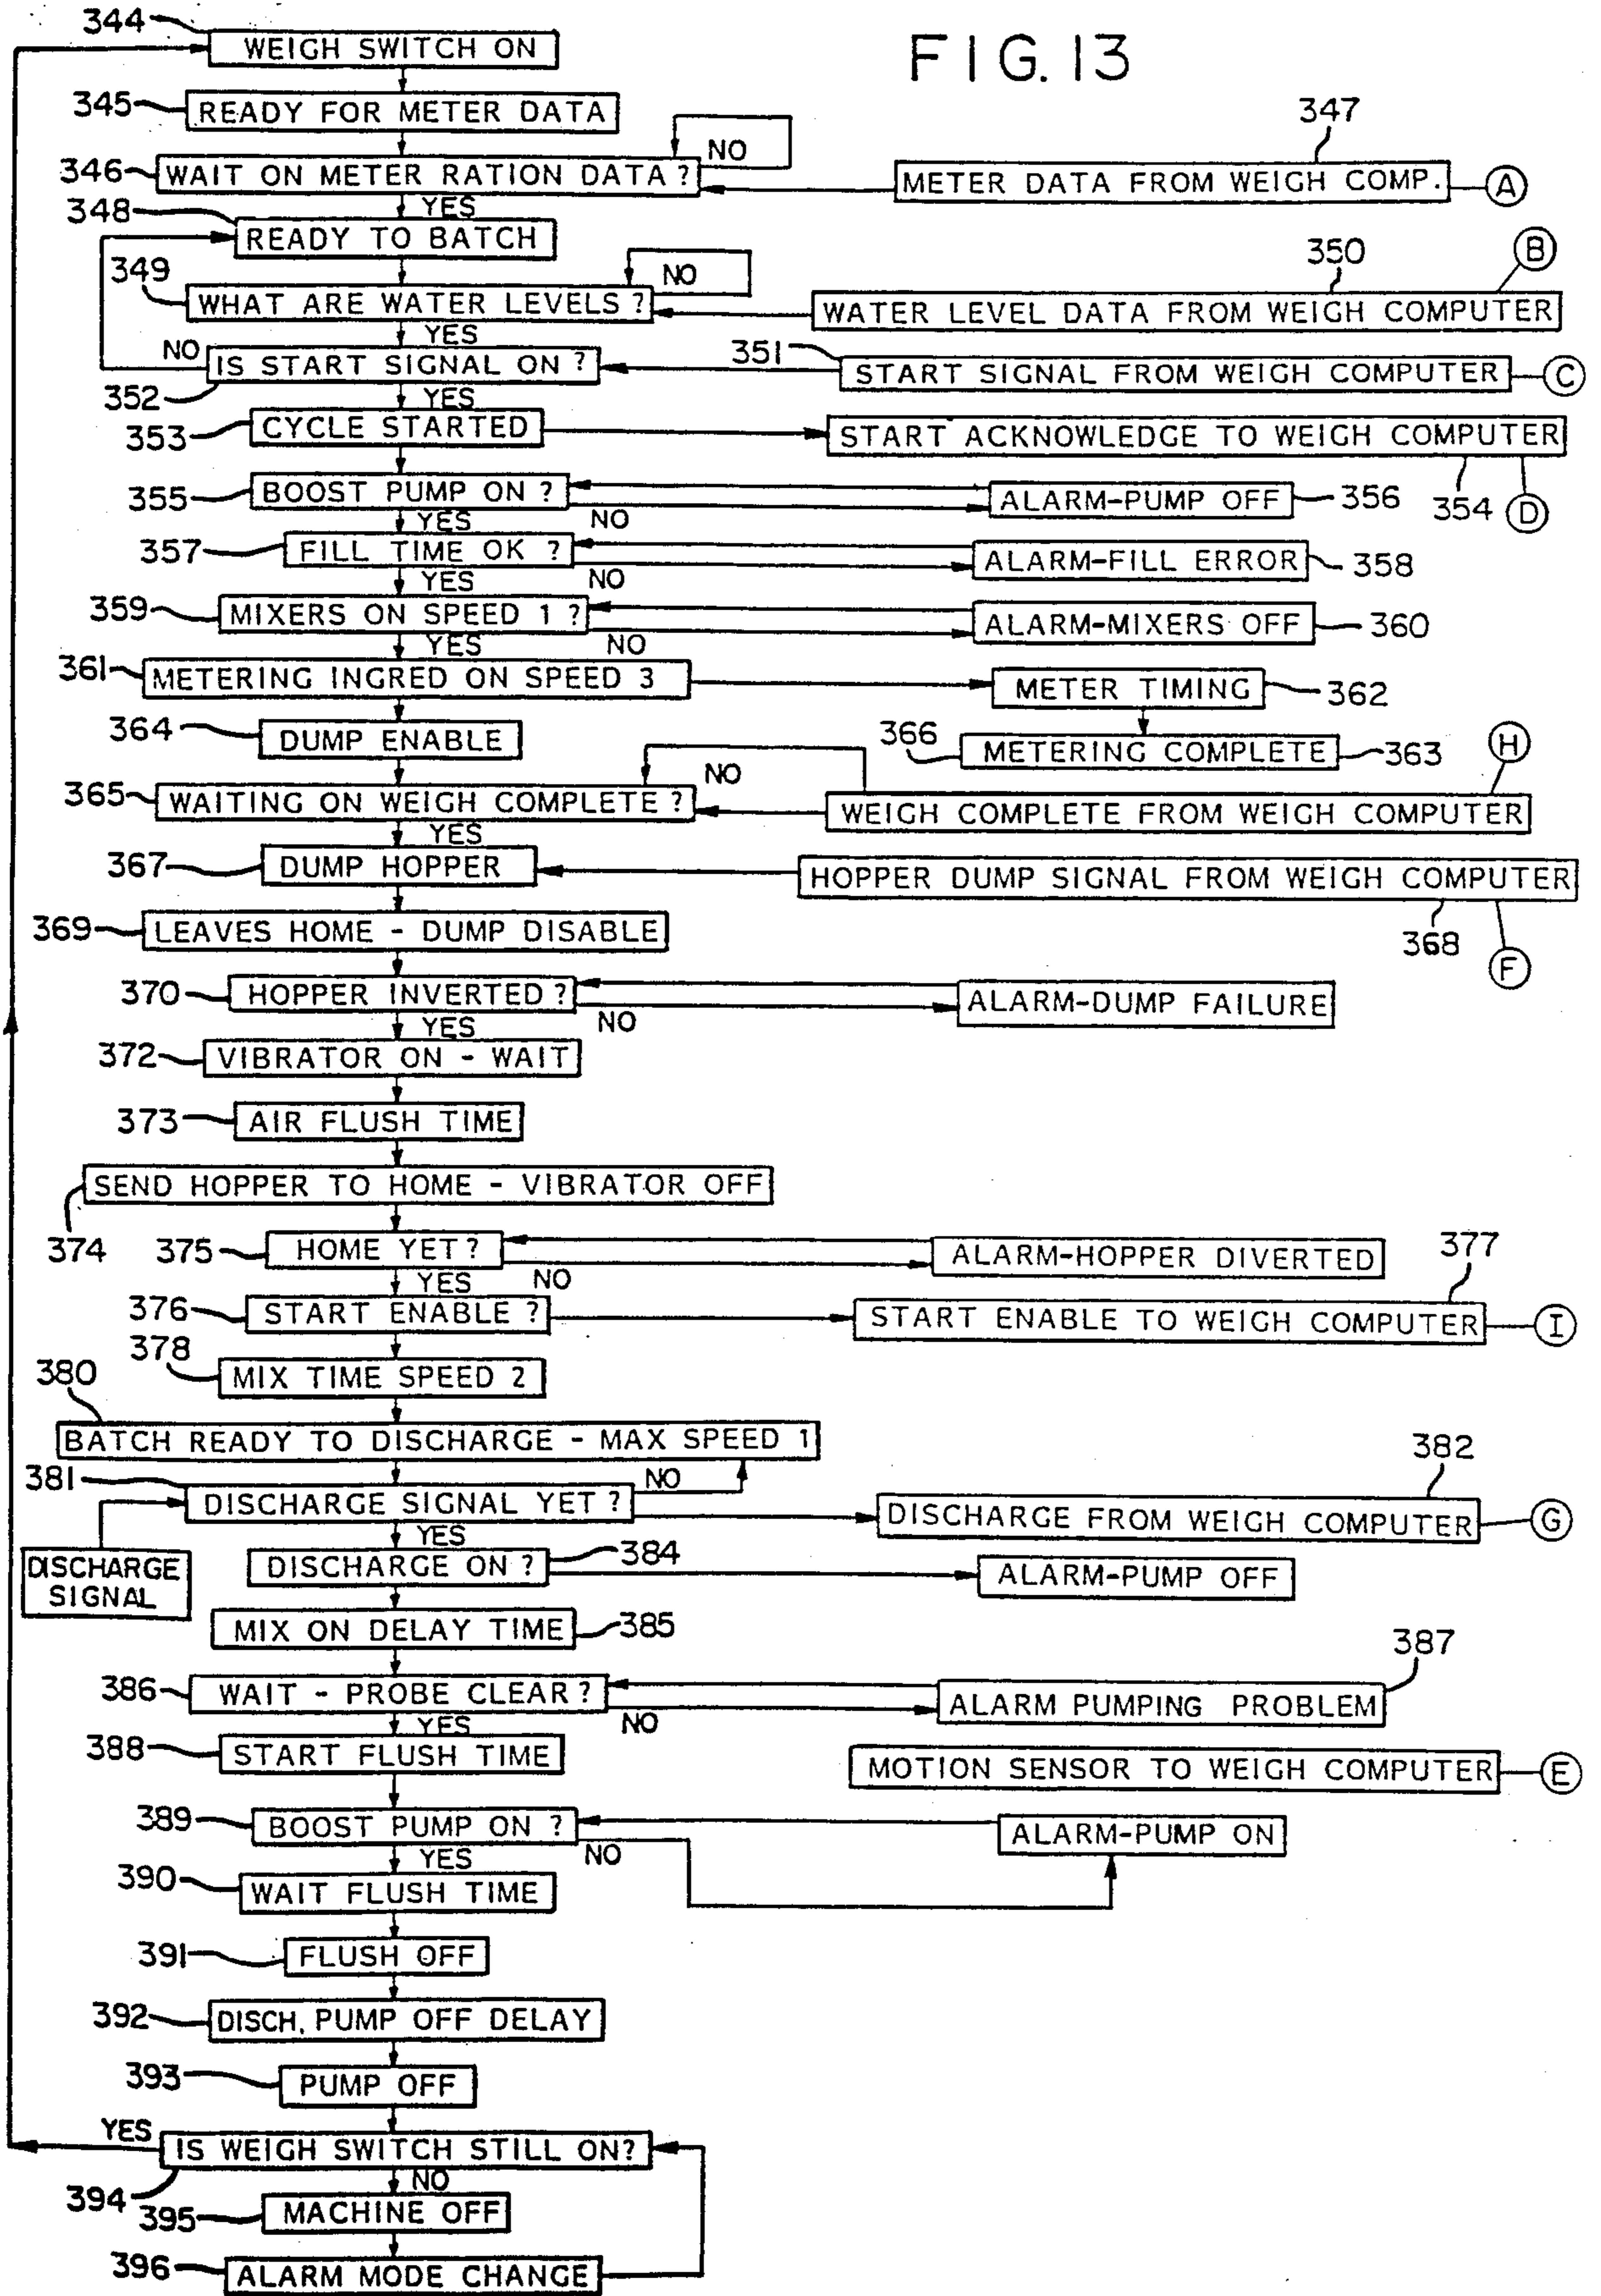 FIG. 13
344
WEIGH SWITCH ON
345
READY FOR METER DATA
346
WAIT ON METER RATION DATA ?
NO
347
METER DATA FROM WEIGH COMP.
A
YES
348
READY TO BATCH
349
WHAT ARE WATER LEVELS ?
NO
350
B
WATER LEVEL DATA FROM WEIGH COMPUTER
YES
NO
IS START SIGNAL ON ?
352
351
START SIGNAL FROM WEIGH COMPUTER
C
YES
353
CYCLE STARTED
START ACKNOWLEDGE TO WEIGH COMPUTER
354
D
355
BOOST PUMP ON ?
ALARM-PUMP OFF
356
YES
NO
357
FILL TIME OK ?
ALARM-FILL ERROR
358
YES
NO
359
MIXERS ON SPEED 1 ?
ALARM-MIXERS OFF
360
YES
NO
361
METERING INGRED ON SPEED 3
METER TIMING
362
364
DUMP ENABLE
366
METERING COMPLETE
363
H
365
WAITING ON WEIGH COMPLETE ?
NO
WEIGH COMPLETE FROM WEIGH COMPUTER
YES
367
DUMP HOPPER
HOPPER DUMP SIGNAL FROM WEIGH COMPUTER
368
F
369
LEAVES HOME - DUMP DISABLE
370
HOPPER INVERTED ?
ALARM-DUMP FAILURE
YES
NO
372
VIBRATOR ON - WAIT
373
AIR FLUSH TIME
SEND HOPPER TO HOME - VIBRATOR OFF
374
375
HOME YET ?
ALARM-HOPPER DIVERTED
YES
NO
377
376
START ENABLE ?
START ENABLE TO WEIGH COMPUTER
I
378
MIX TIME SPEED 2
380
BATCH READY TO DISCHARGE - MAX SPEED 1
381
DISCHARGE SIGNAL YET ?
NO
382
DISCHARGE FROM WEIGH COMPUTER
G
YES
DISCHARGE
SIGNAL
DISCHARGE ON ?
384
ALARM-PUMP OFF
MIX ON DELAY TIME
385
387
386
WAIT - PROBE CLEAR ?
ALARM PUMPING PROBLEM
YES
NO
388
START FLUSH TIME
MOTION SENSOR TO WEIGH COMPUTER
E
389
BOOST PUMP ON ?
ALARM-PUMP ON
YES
NO
390
WAIT FLUSH TIME
391
FLUSH OFF
392
DISCH. PUMP OFF DELAY
393
PUMP OFF
YES
IS WEIGH SWITCH STILL ON?
394
NO
395
MACHINE OFF
396
ALARM MODE CHANGE